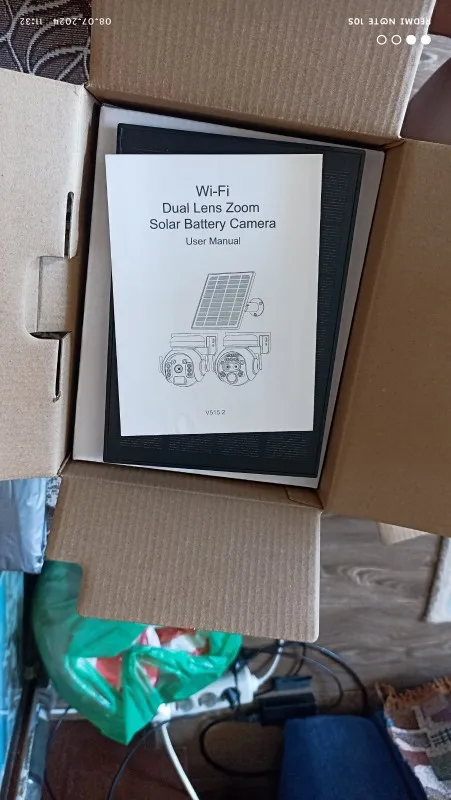 Wi-Fi
Dual Lens Zoom
Solar Battery Camera
User Manual
V515.2
REDMI NOTE 10S
08.07.2024 11:32